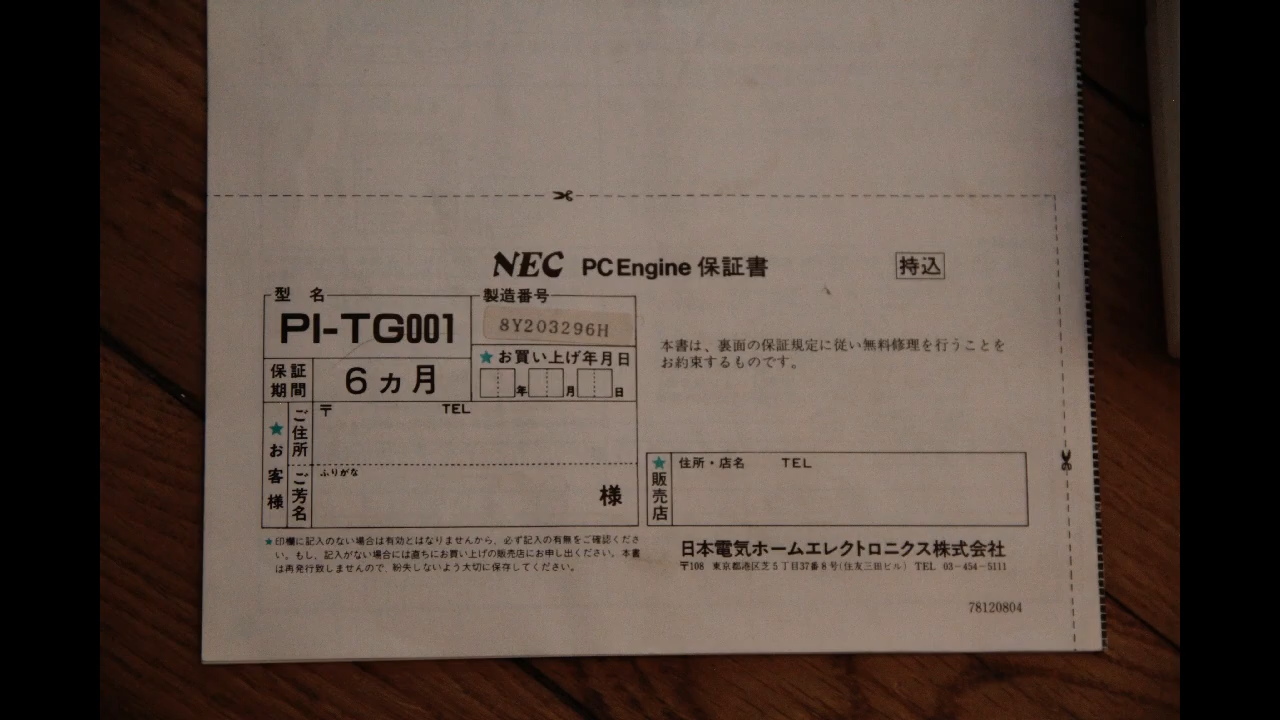 NEC PC Engine 保証書 持込
型名
PI-TG001
製造番号
8Y203296H
保証期間
6ヵ月
★お買い上げ年月日
年 月 日
★お客様
ご住所
〒 TEL
ご芳名
ふりがな
様
★印欄に記入のない場合は有効とはなりませんから、必ず記入の有無をご確認くださ
い。もし、記入がない場合には直ちにお買い上げの販売店にお申し出ください。本書
は再発行致しませんので、紛失しないよう大切に保存してください。
本書は、裏面の保証規定に従い無料修理を行うことを
お約束するものです。
★販売店
住所・店名 TEL
日本電気ホームエレクトロニクス株式会社
〒108 東京都港区芝5丁目37番8号(住友三田ビル) TEL 03-454-5111
78120804